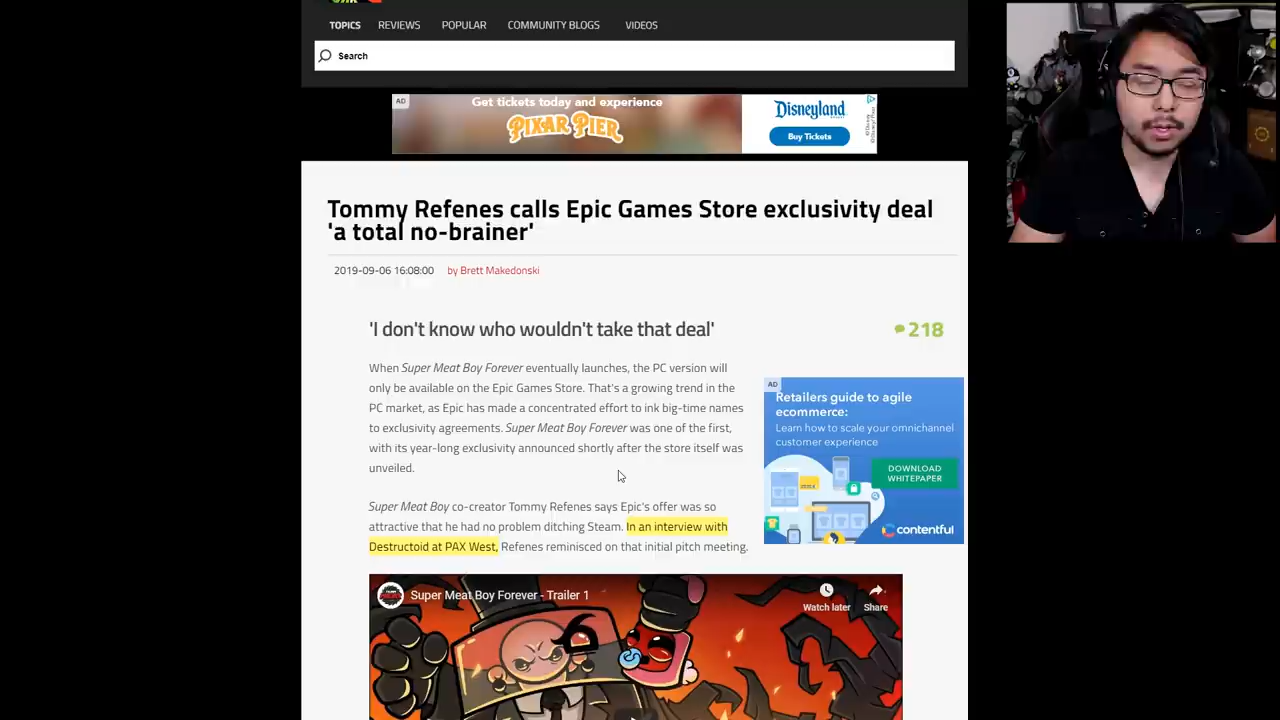 TOPICS REVIEWS POPULAR COMMUNITY BLOGS VIDEOS
Search
AD
Get tickets today and experience
PIXAR PIER
Disneyland
Buy Tickets
Tommy Refenes calls Epic Games Store exclusivity deal
'a total no-brainer'
2019-09-06 16:08:00 by Brett Makedonski
'I don't know who wouldn't take that deal'
218
When Super Meat Boy Forever eventually launches, the PC version will
only be available on the Epic Games Store. That's a growing trend in the
PC market, as Epic has made a concentrated effort to ink big-time names
to exclusivity agreements. Super Meat Boy Forever was one of the first,
with its year-long exclusivity announced shortly after the store itself was
unveiled.
AD
Retailers guide to agile
ecommerce:
Learn how to scale your omnichannel
customer experience
DOWNLOAD
WHITEPAPER
contentful
Super Meat Boy co-creator Tommy Refenes says Epic's offer was so
attractive that he had no problem ditching Steam. In an interview with
Destructoid at PAX West, Refenes reminisced on that initial pitch meeting.
Super Meat Boy Forever - Trailer 1
Watch later
Share